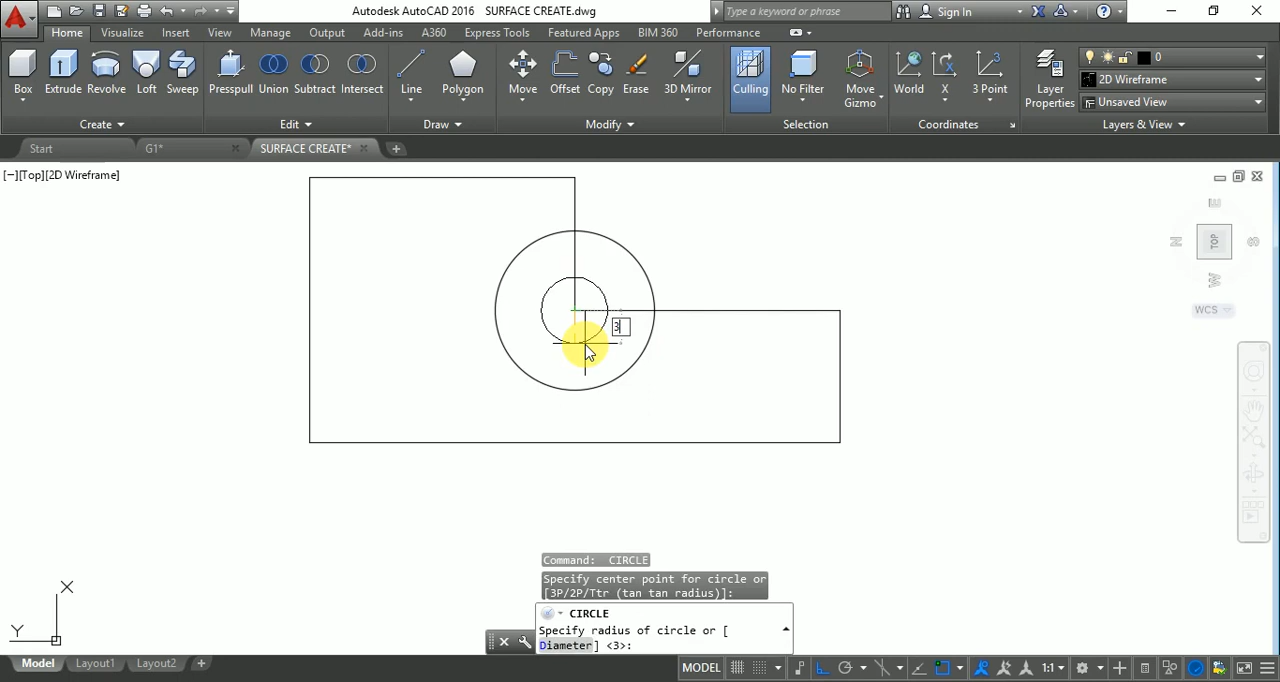 Autodesk AutoCAD 2016 SURFACE CREATE.dwg
Type a keyword or phrase
Sign In
Home Visualize Insert View Manage Output Add-ins A360 Express Tools Featured Apps BIM 360 Performance
Box Extrude Revolve Loft Sweep Presspull Union Subtract Intersect Line Polygon Move Offset Copy Erase 3D Mirror Culling No Filter Move Gizmo World X 3 Point Layer Properties
0
2D Wireframe
Unsaved View
Create Edit Draw Modify Selection Coordinates Layers & View
Start G1* SURFACE CREATE*
[−][Top][2D Wireframe]
E
N TOP S
W
WCS
3
X
Y
Command: CIRCLE
Specify center point for circle or
[3P/2P/Ttr (tan tan radius)]:
CIRCLE
Specify radius of circle or [
Diameter] <3>:
Model Layout1 Layout2 +
MODEL 1:1